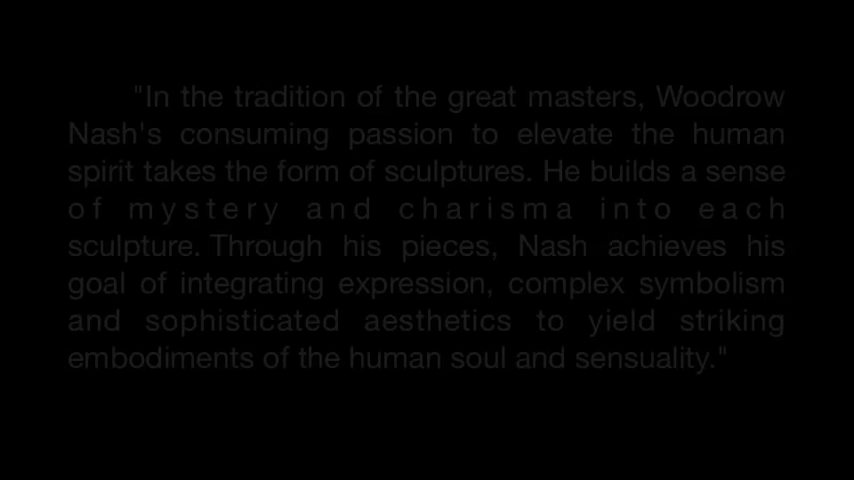 "In the tradition of the great masters, Woodrow
Nash's consuming passion to elevate the human
spirit takes the form of sculptures. He builds a sense
of mystery and charisma into each
sculpture. Through his pieces, Nash achieves his
goal of integrating expression, complex symbolism
and sophisticated aesthetics to yield striking
embodiments of the human soul and sensuality."